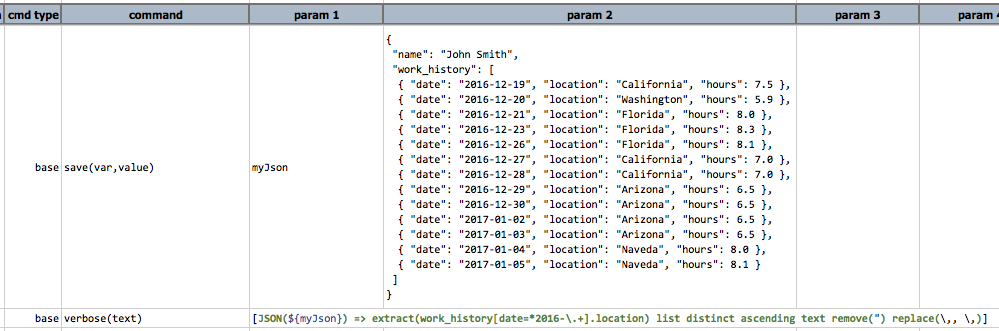 cmd type command param 1 param 2 param 3 param 4
{
"name": "John Smith",
"work_history": [
{ "date": "2016-12-19", "location": "California", "hours": 7.5 },
{ "date": "2016-12-20", "location": "Washington", "hours": 5.9 },
{ "date": "2016-12-21", "location": "Florida", "hours": 8.0 },
{ "date": "2016-12-23", "location": "Florida", "hours": 8.3 },
{ "date": "2016-12-26", "location": "Florida", "hours": 8.1 },
{ "date": "2016-12-27", "location": "California", "hours": 7.0 },
{ "date": "2016-12-28", "location": "California", "hours": 7.0 },
{ "date": "2016-12-29", "location": "Arizona", "hours": 6.5 },
{ "date": "2016-12-30", "location": "Arizona", "hours": 6.5 },
{ "date": "2017-01-02", "location": "Arizona", "hours": 6.5 },
{ "date": "2017-01-03", "location": "Arizona", "hours": 6.5 },
{ "date": "2017-01-04", "location": "Naveda", "hours": 8.0 },
{ "date": "2017-01-05", "location": "Naveda", "hours": 8.1 }
]
}
base save(var,value) myJson
base verbose(text) [JSON(${myJson}) => extract(work_history[date=*2016-\.+].location) list distinct ascending text remove(") replace(\,, \,)]